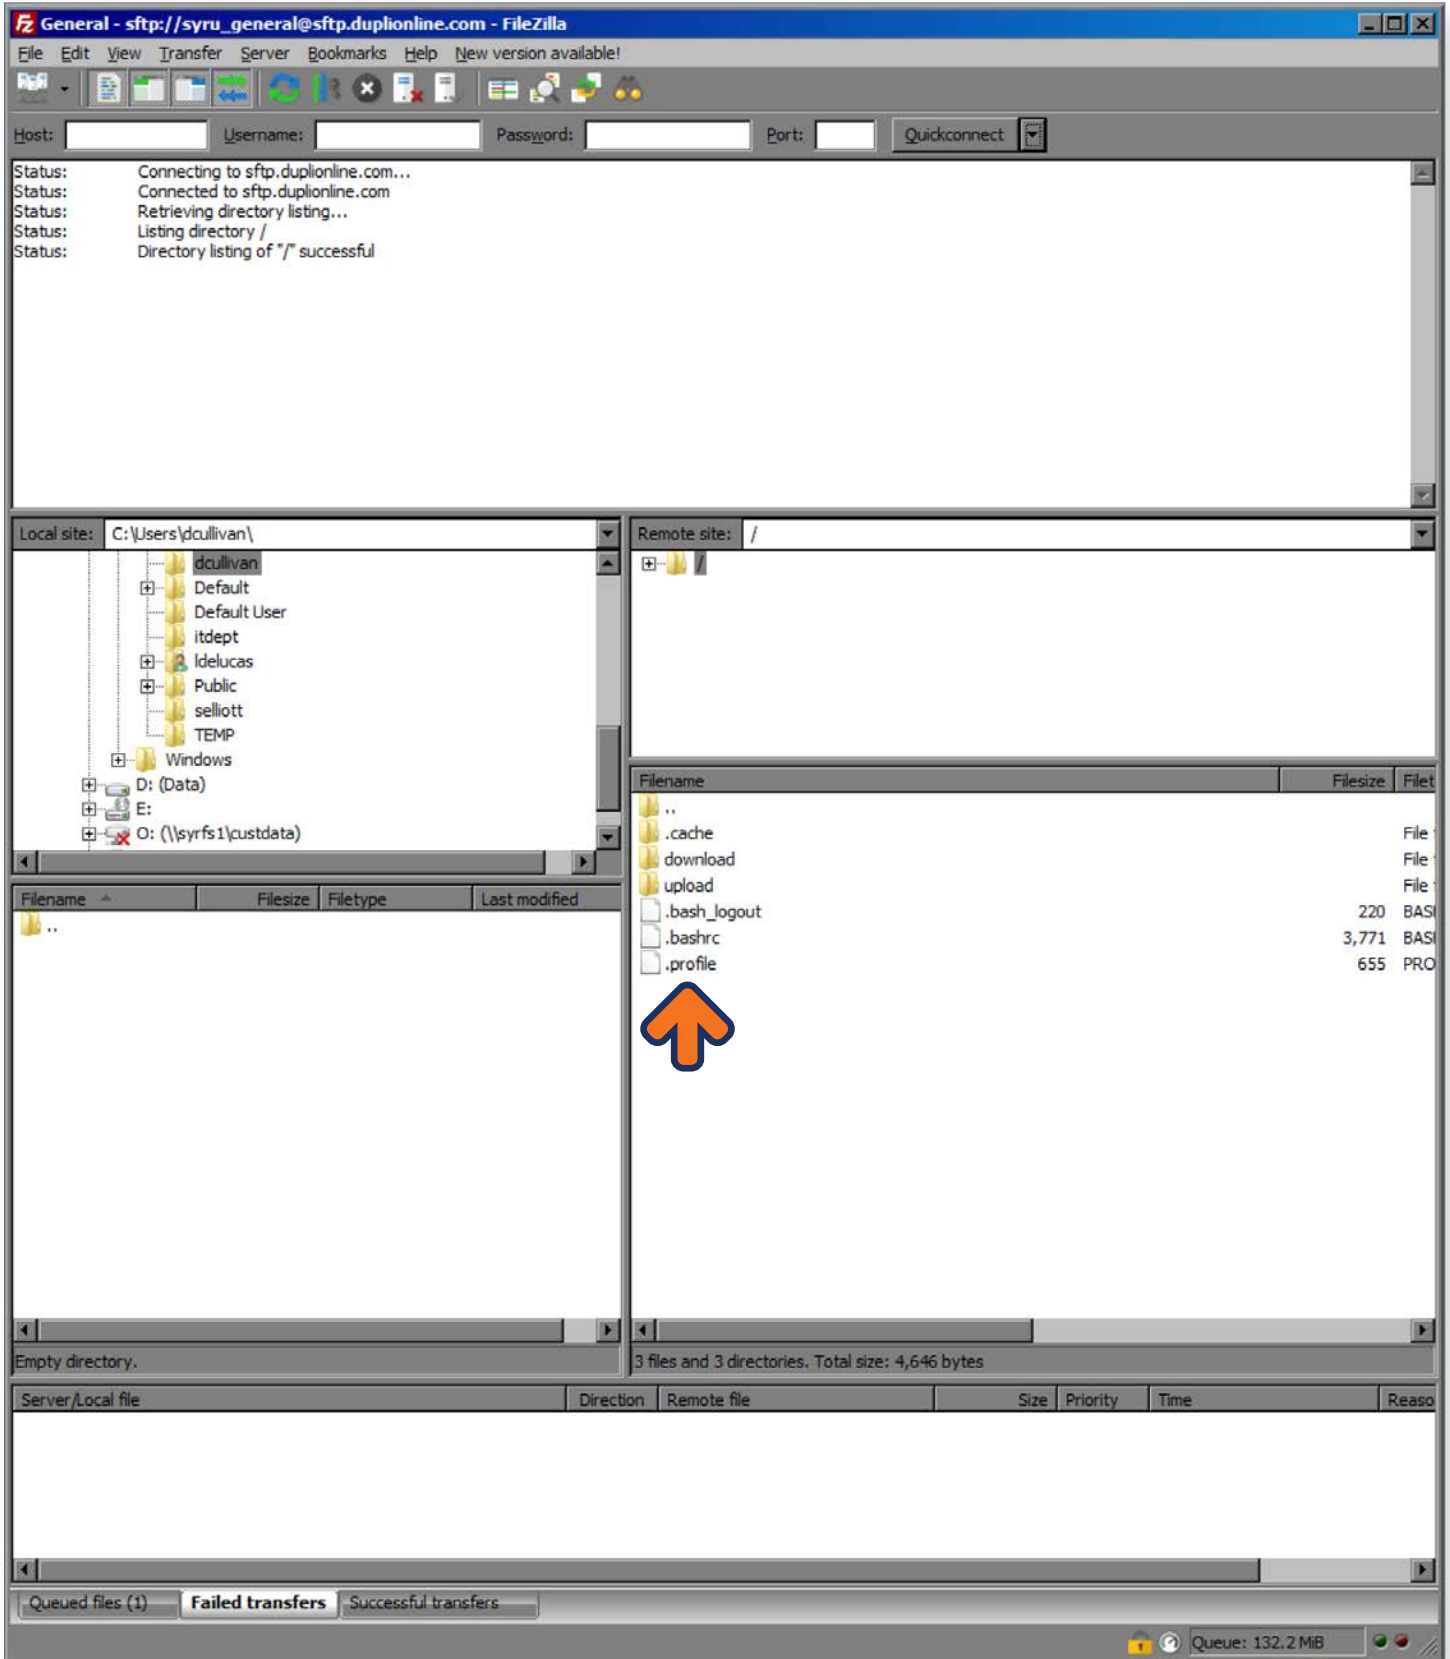 General - sftp://syru_general@sftp.duplionline.com - FileZilla
File Edit View Transfer Server Bookmarks Help New version available!
Host: Username: Password: Port: Quickconnect
Status: Connecting to sftp.duplionline.com...
Status: Connected to sftp.duplionline.com
Status: Retrieving directory listing...
Status: Listing directory /
Status: Directory listing of "/" successful
Local site: C:\Users\dcullivan\
dcullivan
Default
Default User
itdept
ldelucas
Public
selliott
TEMP
Windows
D: (Data)
E:
O: (\\syrfs1\custdata)
Filename Filesize Filetype Last modified
..
Empty directory.
Remote site: /
/
Filename Filesize Filet
..
.cache File
download File
upload File
.bash_logout 220 BAS
.bashrc 3,771 BAS
.profile 655 PRO
3 files and 3 directories. Total size: 4,646 bytes
Server/Local file Direction Remote file Size Priority Time Reaso
Queued files (1) Failed transfers Successful transfers
Queue: 132.2 MiB